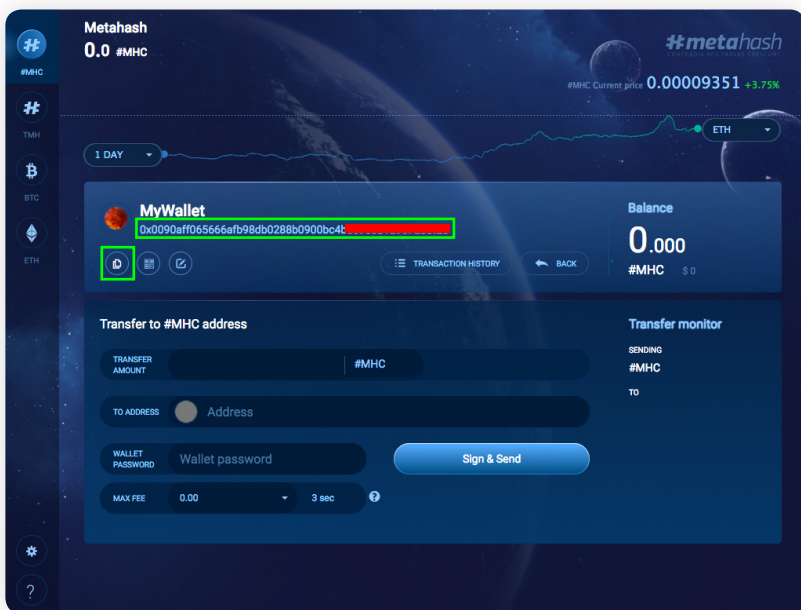 Metahash
0.0 #MHC
#metahash
#MHC Current price 0.00009351 +3.75%
#MHC
TMH
BTC
ETH
1 DAY
ETH
MyWallet
0x0090aff065666afb98db0288b0900bc4b
TRANSACTION HISTORY
BACK
Balance
0.000
#MHC $ 0
Transfer to #MHC address
TRANSFER
AMOUNT
#MHC
TO ADDRESS
Address
WALLET
PASSWORD
Wallet password
Sign & Send
MAX FEE
0.00
3 sec
?
Transfer monitor
SENDING
#MHC
TO
?